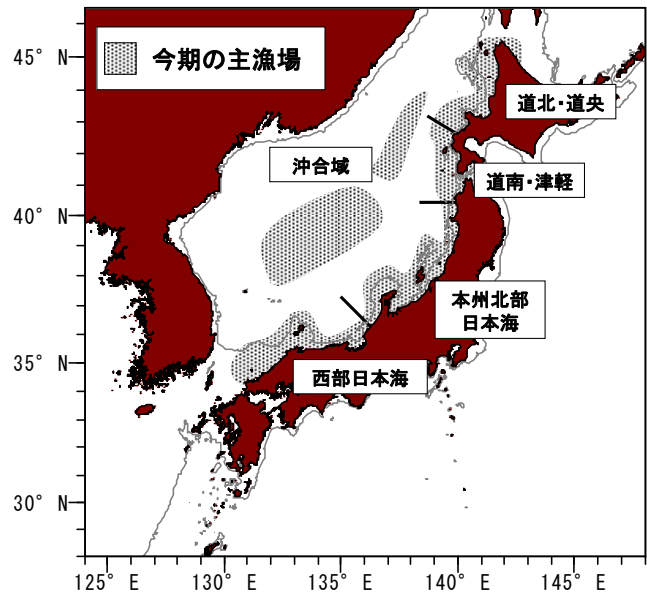 45° N
今期の主漁場
道北・道央
沖合域
道南・津軽
40° N
本州北部
日本海
35° N
西部日本海
30° N
125° E
130° E
135° E
140° E
145° E